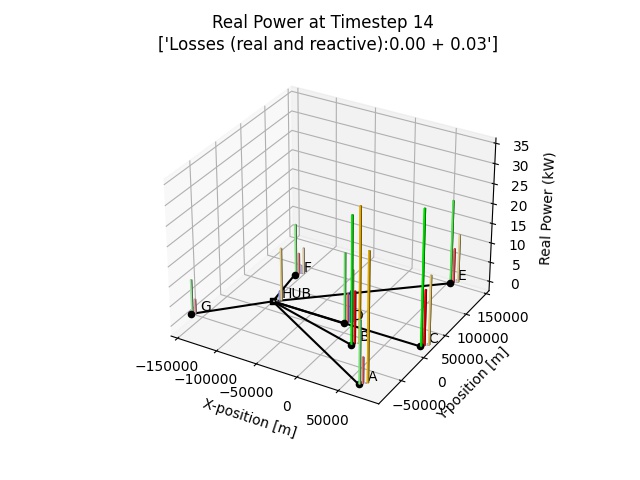 Real Power at Timestep 14
['Losses (real and reactive):0.00 + 0.03']
35
30
25
20
15
10
5
0
Real Power (kW)
F
E
HUB
G
D
B
C
A
150000
100000
50000
0
−50000
Y-position [m]
−150000
−100000
−50000
0
50000
X-position [m]